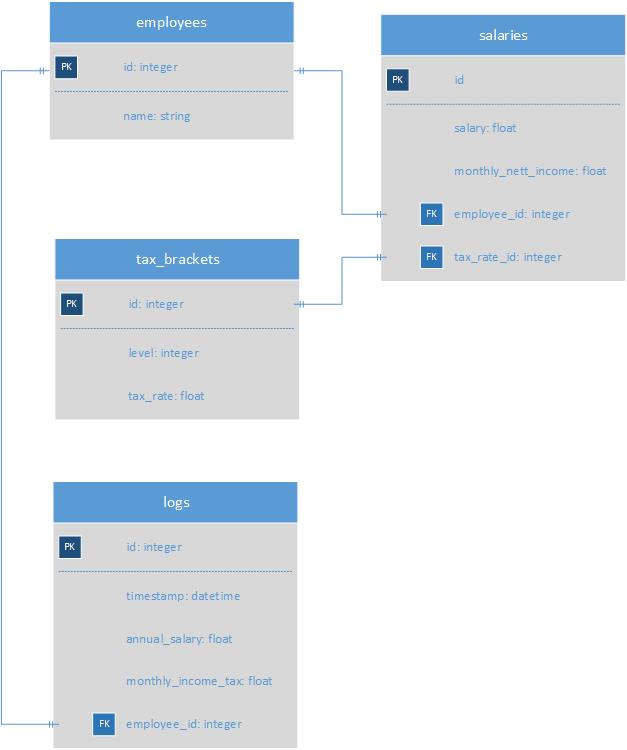 employees
PK
id: integer
name: string
salaries
PK
id
salary: float
monthly_nett_income: float
FK
employee_id: integer
FK
tax_rate_id: integer
tax_brackets
PK
id: integer
level: integer
tax_rate: float
logs
PK
id: integer
timestamp: datetime
annual_salary: float
monthly_income_tax: float
FK
employee_id: integer